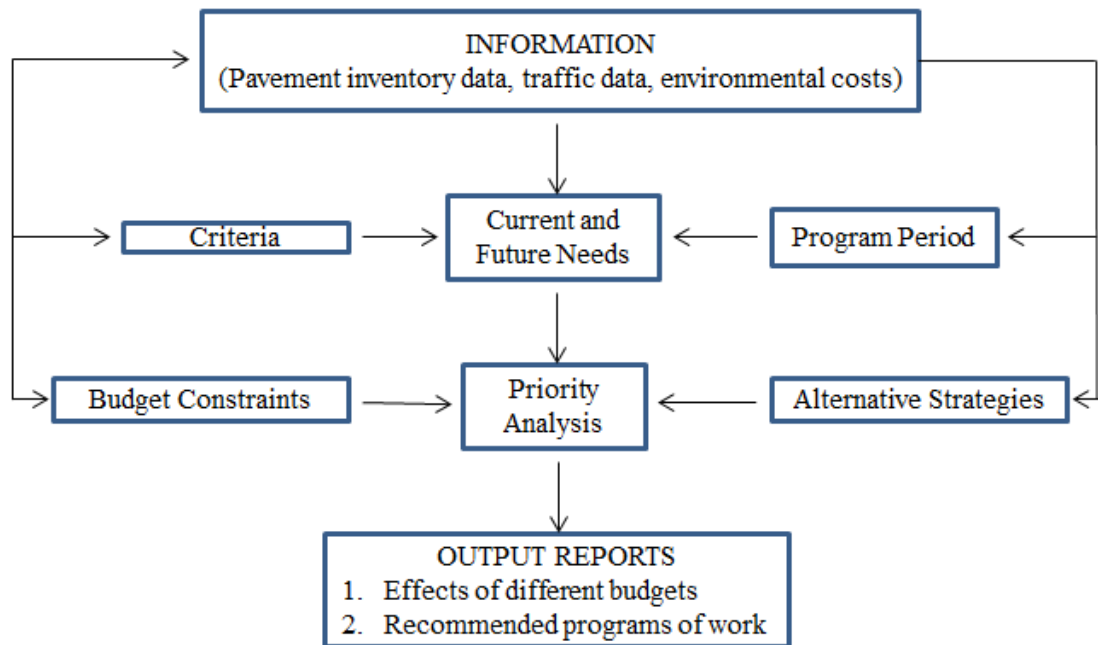 INFORMATION
(Pavement inventory data, traffic data, environmental costs)
Criteria
Current and
Future Needs
Program Period
Budget Constraints
Priority
Analysis
Alternative Strategies
OUTPUT REPORTS
1. Effects of different budgets
2. Recommended programs of work